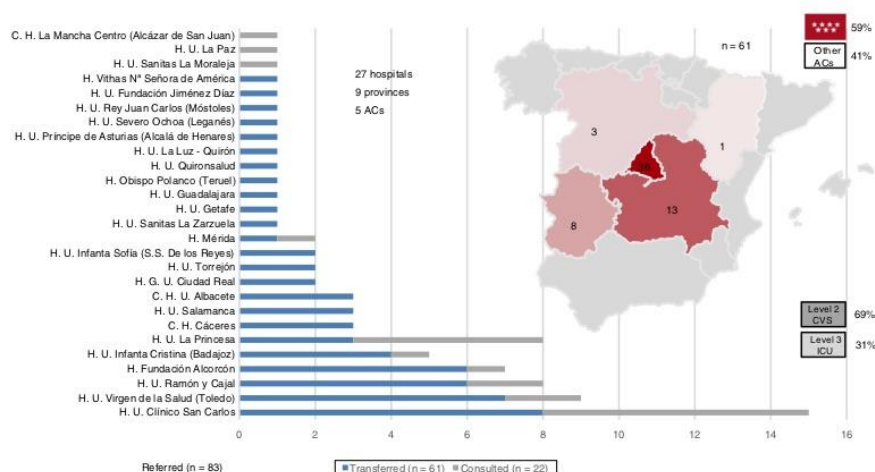 C. H. La Mancha Centro (Alcázar de San Juan)
H. U. La Paz
H. U. Sanitas La Moraleja
H. Vithas Nª Señora de América
H. U. Fundación Jiménez Díaz
H. U. Rey Juan Carlos (Móstoles)
H. U. Severo Ochoa (Leganés)
H. U. Príncipe de Asturias (Alcalá de Henares)
H. U. La Luz - Quirón
H. U. Quironsalud
H. Obispo Polanco (Teruel)
H. U. Guadalajara
H. U. Getafe
H. U. Sanitas La Zarzuela
H. Mérida
H. U. Infanta Sofía (S.S. De los Reyes)
H. U. Torrejón
H. G. U. Ciudad Real
C. H. U. Albacete
H. U. Salamanca
C. H. Cáceres
H. U. La Princesa
H. U. Infanta Cristina (Badajoz)
H. Fundación Alcorcón
H. U. Ramón y Cajal
H. U. Virgen de la Salud (Toledo)
H. U. Clínico San Carlos
0 2 4 6 8 10 12 14 16
27 hospitals
9 provinces
5 ACs
n = 61
59%
Other
ACs
41%
3
1
36
13
8
Level 2
CVS
69%
Level 3
ICU
31%
Referred (n = 83)
Transferred (n = 61) Consulted (n = 22)